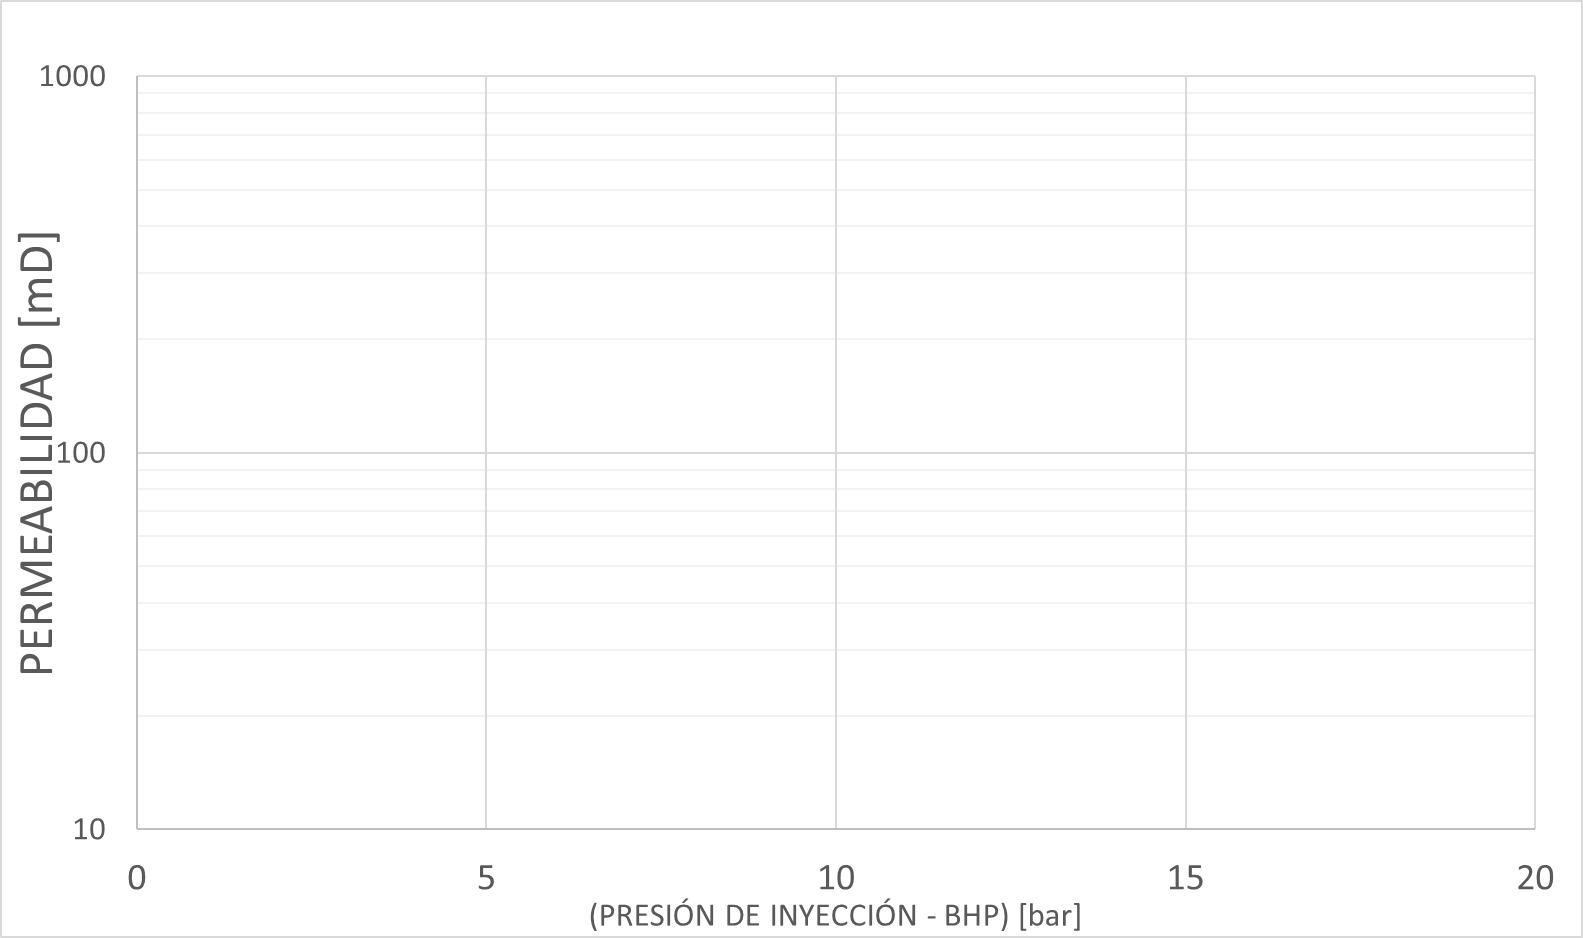 1000
100
10
PERMEABILIDAD [mD]
0 5 10 15 20
(PRESIÓN DE INYECCIÓN - BHP) [bar]